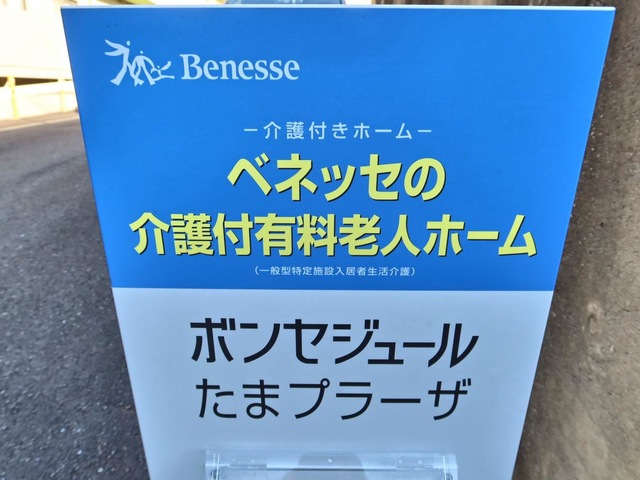 Benesse
－介護付きホーム－
ベネッセの
介護付有料老人ホーム
（一般型特定施設入居者生活介護）
ボンセジュール
たまプラーザ